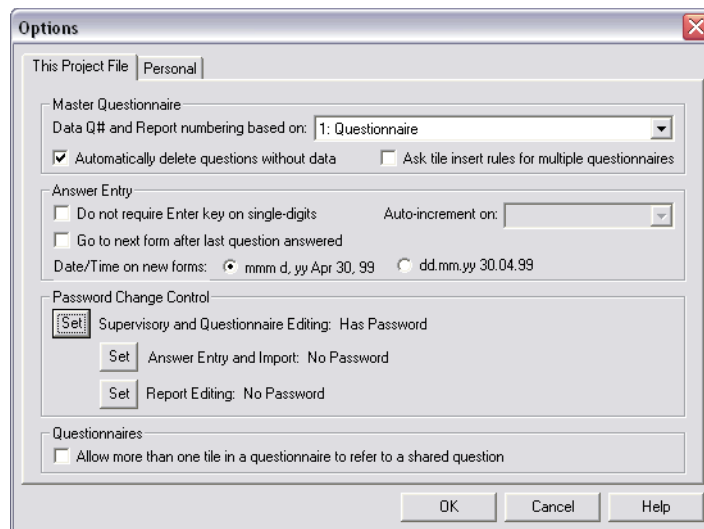 Options
This Project File Personal
Master Questionnaire
Data Q# and Report numbering based on: 1: Questionnaire
Automatically delete questions without data Ask tile insert rules for multiple questionnaires
Answer Entry
Do not require Enter key on single-digits Auto-increment on:
Go to next form after last question answered
Date/Time on new forms: mmm d, yy Apr 30, 99 dd.mm.yy 30.04.99
Password Change Control
Set Supervisory and Questionnaire Editing: Has Password
Set Answer Entry and Import: No Password
Set Report Editing: No Password
Questionnaires
Allow more than one tile in a questionnaire to refer to a shared question
OK Cancel Help